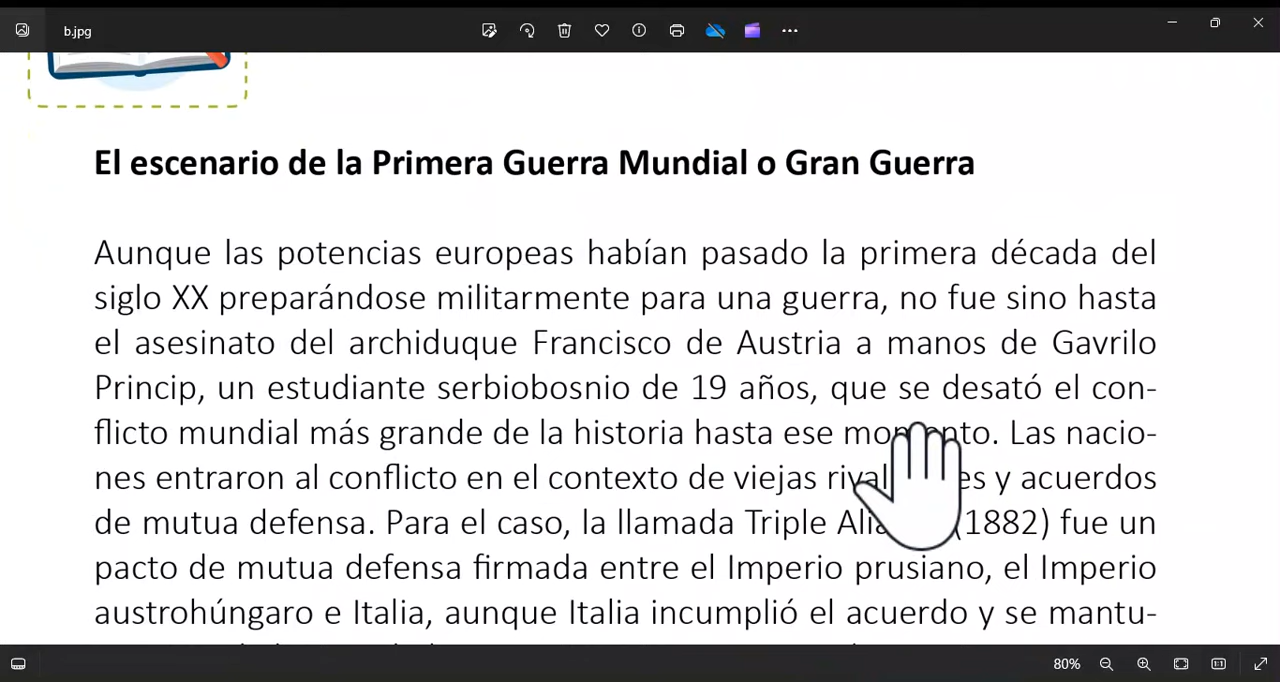 b.jpg
El escenario de la Primera Guerra Mundial o Gran Guerra
Aunque las potencias europeas habían pasado la primera década del
siglo XX preparándose militarmente para una guerra, no fue sino hasta
el asesinato del archiduque Francisco de Austria a manos de Gavrilo
Princip, un estudiante serbiobosnio de 19 años, que se desató el con-
flicto mundial más grande de la historia hasta ese momento. Las nacio-
nes entraron al conflicto en el contexto de viejas y acuerdos
de mutua defensa. Para el caso, la llamada Triple (1882) fue un
pacto de mutua defensa firmada entre el Imperio prusiano, el Imperio
austrohúngaro e Italia, aunque Italia incumplió el acuerdo y se mantu-
80%